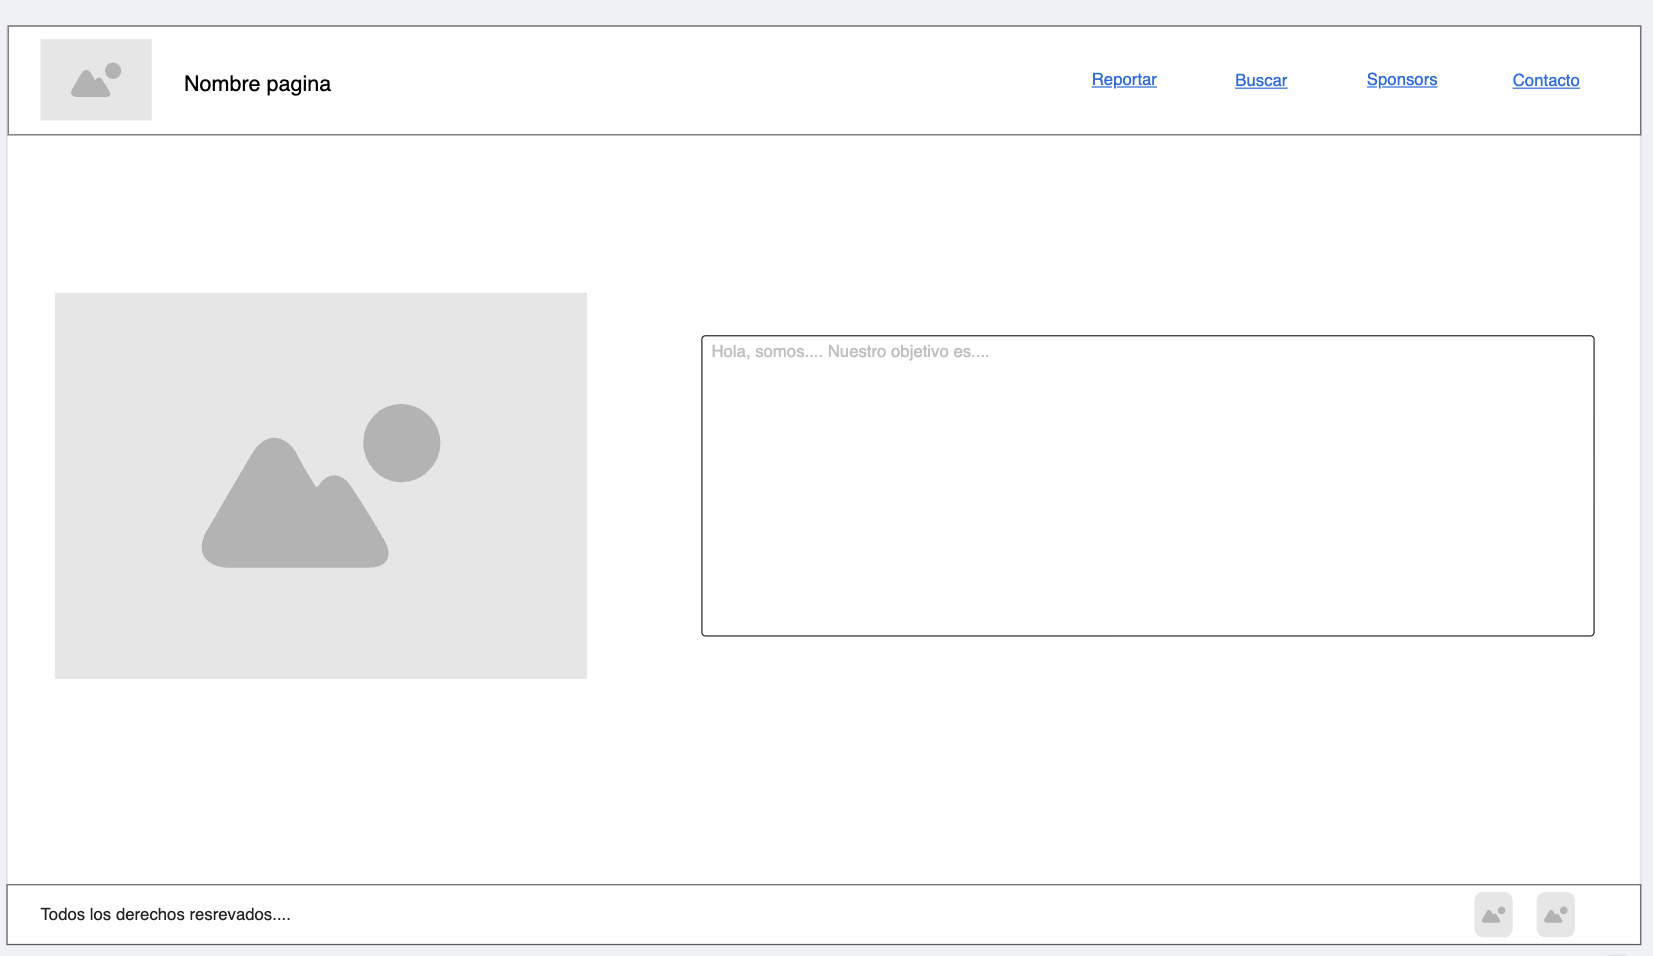 Nombre pagina
Reportar
Buscar
Sponsors
Contacto
Hola, somos.... Nuestro objetivo es....
Todos los derechos resrevados....